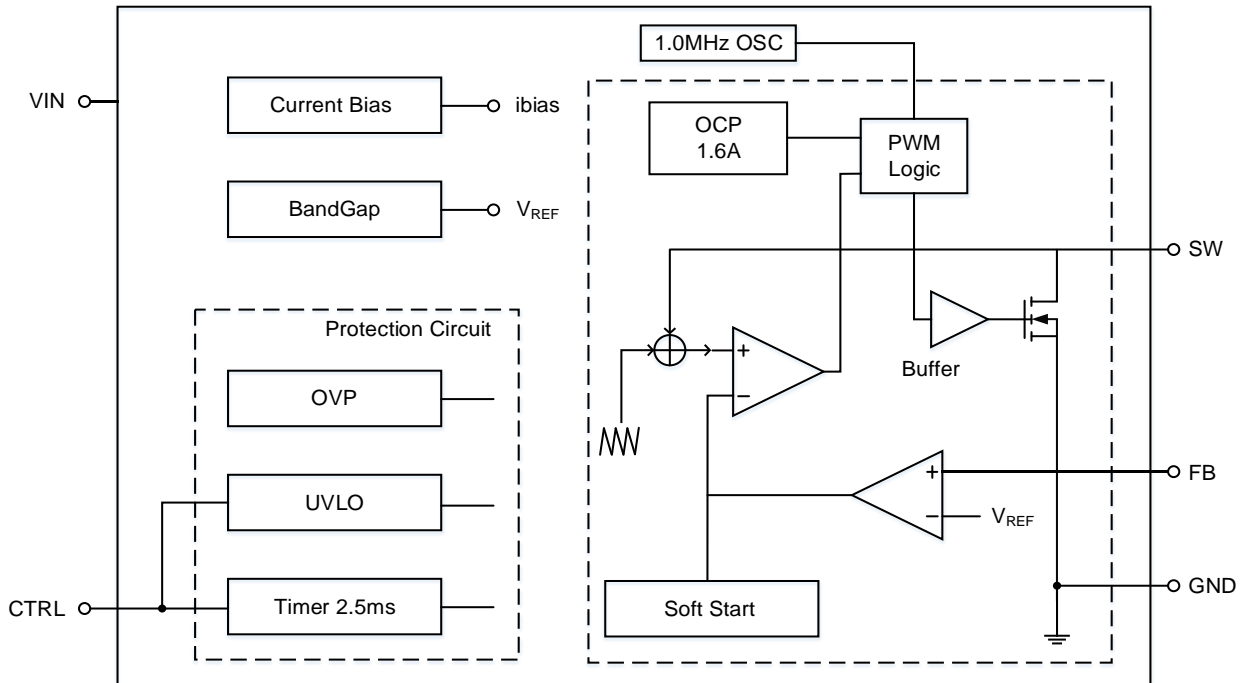 1.0MHz OSC
VIN
Current Bias
ibias
OCP
1.6A
PWM
Logic
BandGap
VREF
SW
Protection Circuit
+
−
Buffer
OVP
FB
+
−
VREF
UVLO
GND
CTRL
Timer 2.5ms
Soft Start